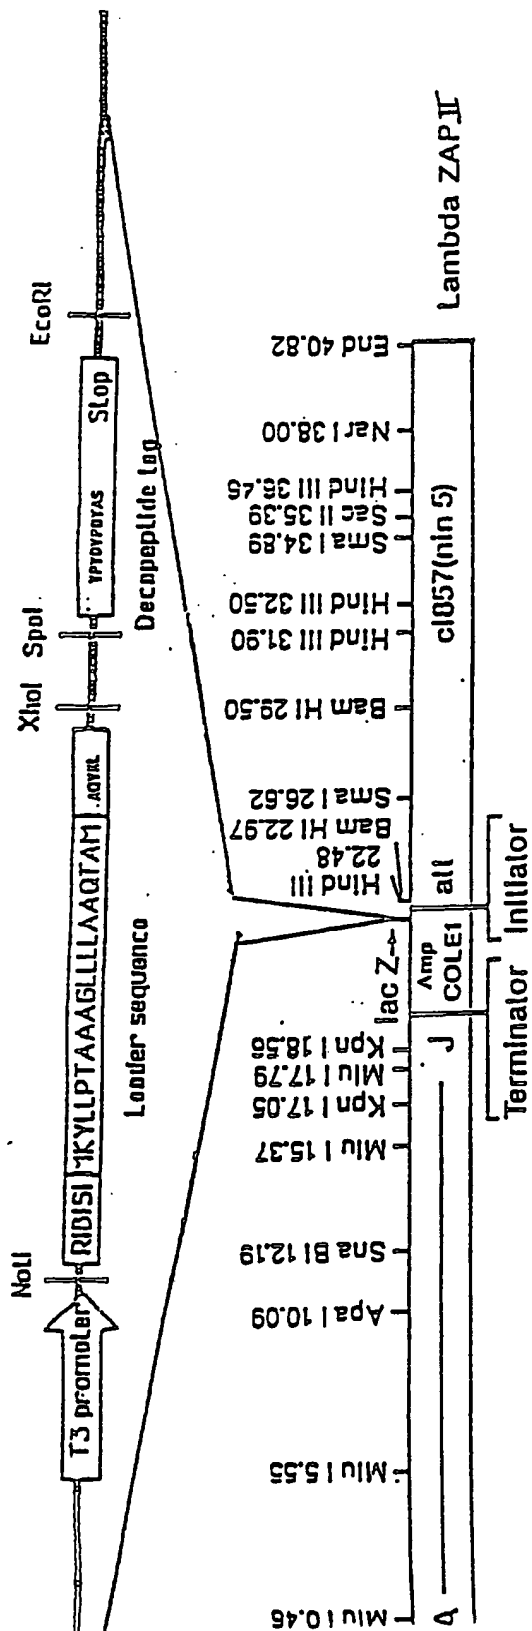 NotI
XhoI SpoI
EcoRI
T3 promoter
RIBISI
MKYLLPTAAAGLLLLAAQTAM
AQVKL
YPYDVPDYAS
Stop
Leader sequence
Decapeptide tag
Mlu I 0.46
Mlu I 5.55
Apa I 10.09
Sna BI 12.19
Mlu I 15.37
Kpn I 17.05
Mlu I 17.79
Kpn I 18.56
lac Z
Hind III
22.48
Bam HI 22.97
Sma I 26.62
Bam HI 29.50
Hind III 31.90
Hind III 32.50
Sma I 34.89
Sac II 35.39
Hind III 36.45
Nar I 38.00
End 40.82
A
J
Amp
COLE1
att
cI857(nin 5)
Terminator
Initiator
Lambda ZAP II